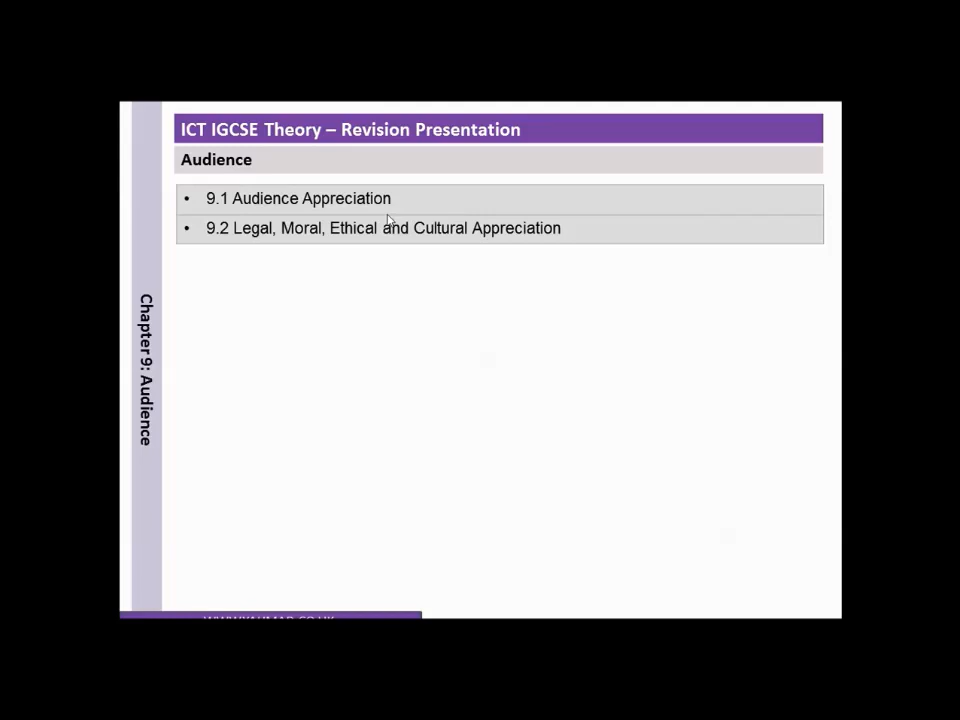 ICT IGCSE Theory – Revision Presentation
Audience
• 9.1 Audience Appreciation
• 9.2 Legal, Moral, Ethical and Cultural Appreciation
Chapter 9: Audience